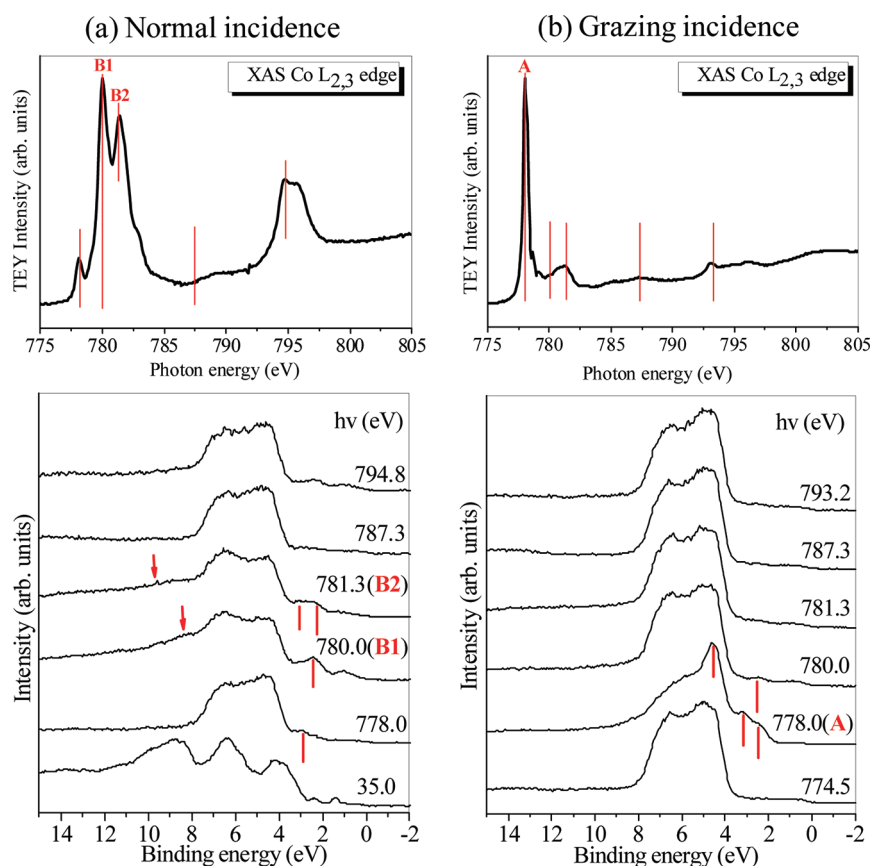 (a) Normal incidence
B1
B2
XAS Co L2,3 edge
TEY Intensity (arb. units)
775 780 785 790 795 800 805
Photon energy (eV)
hv (eV)
794.8
787.3
781.3(B2)
780.0(B1)
778.0
35.0
Intensity (arb. units)
14 12 10 8 6 4 2 0 -2
Binding energy (eV)
(b) Grazing incidence
A
XAS Co L2,3 edge
TEY Intensity (arb. units)
775 780 785 790 795 800 805
Photon energy (eV)
hv (eV)
793.2
787.3
781.3
780.0
778.0(A)
774.5
Intensity (arb. units)
14 12 10 8 6 4 2 0 -2
Binding energy (eV)